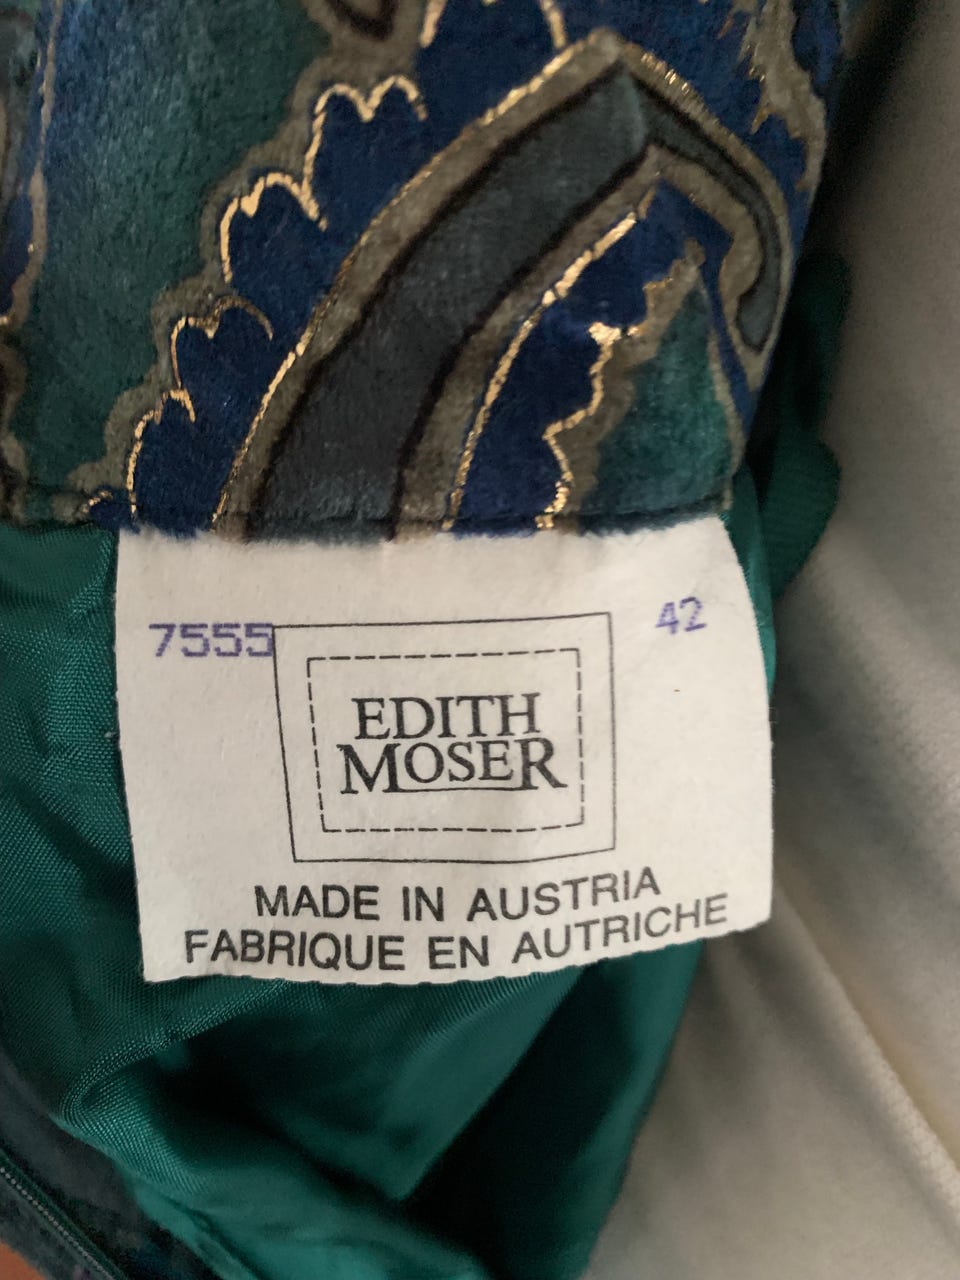 7555 42
EDITH
MOSER
MADE IN AUSTRIA
FABRIQUE EN AUTRICHE